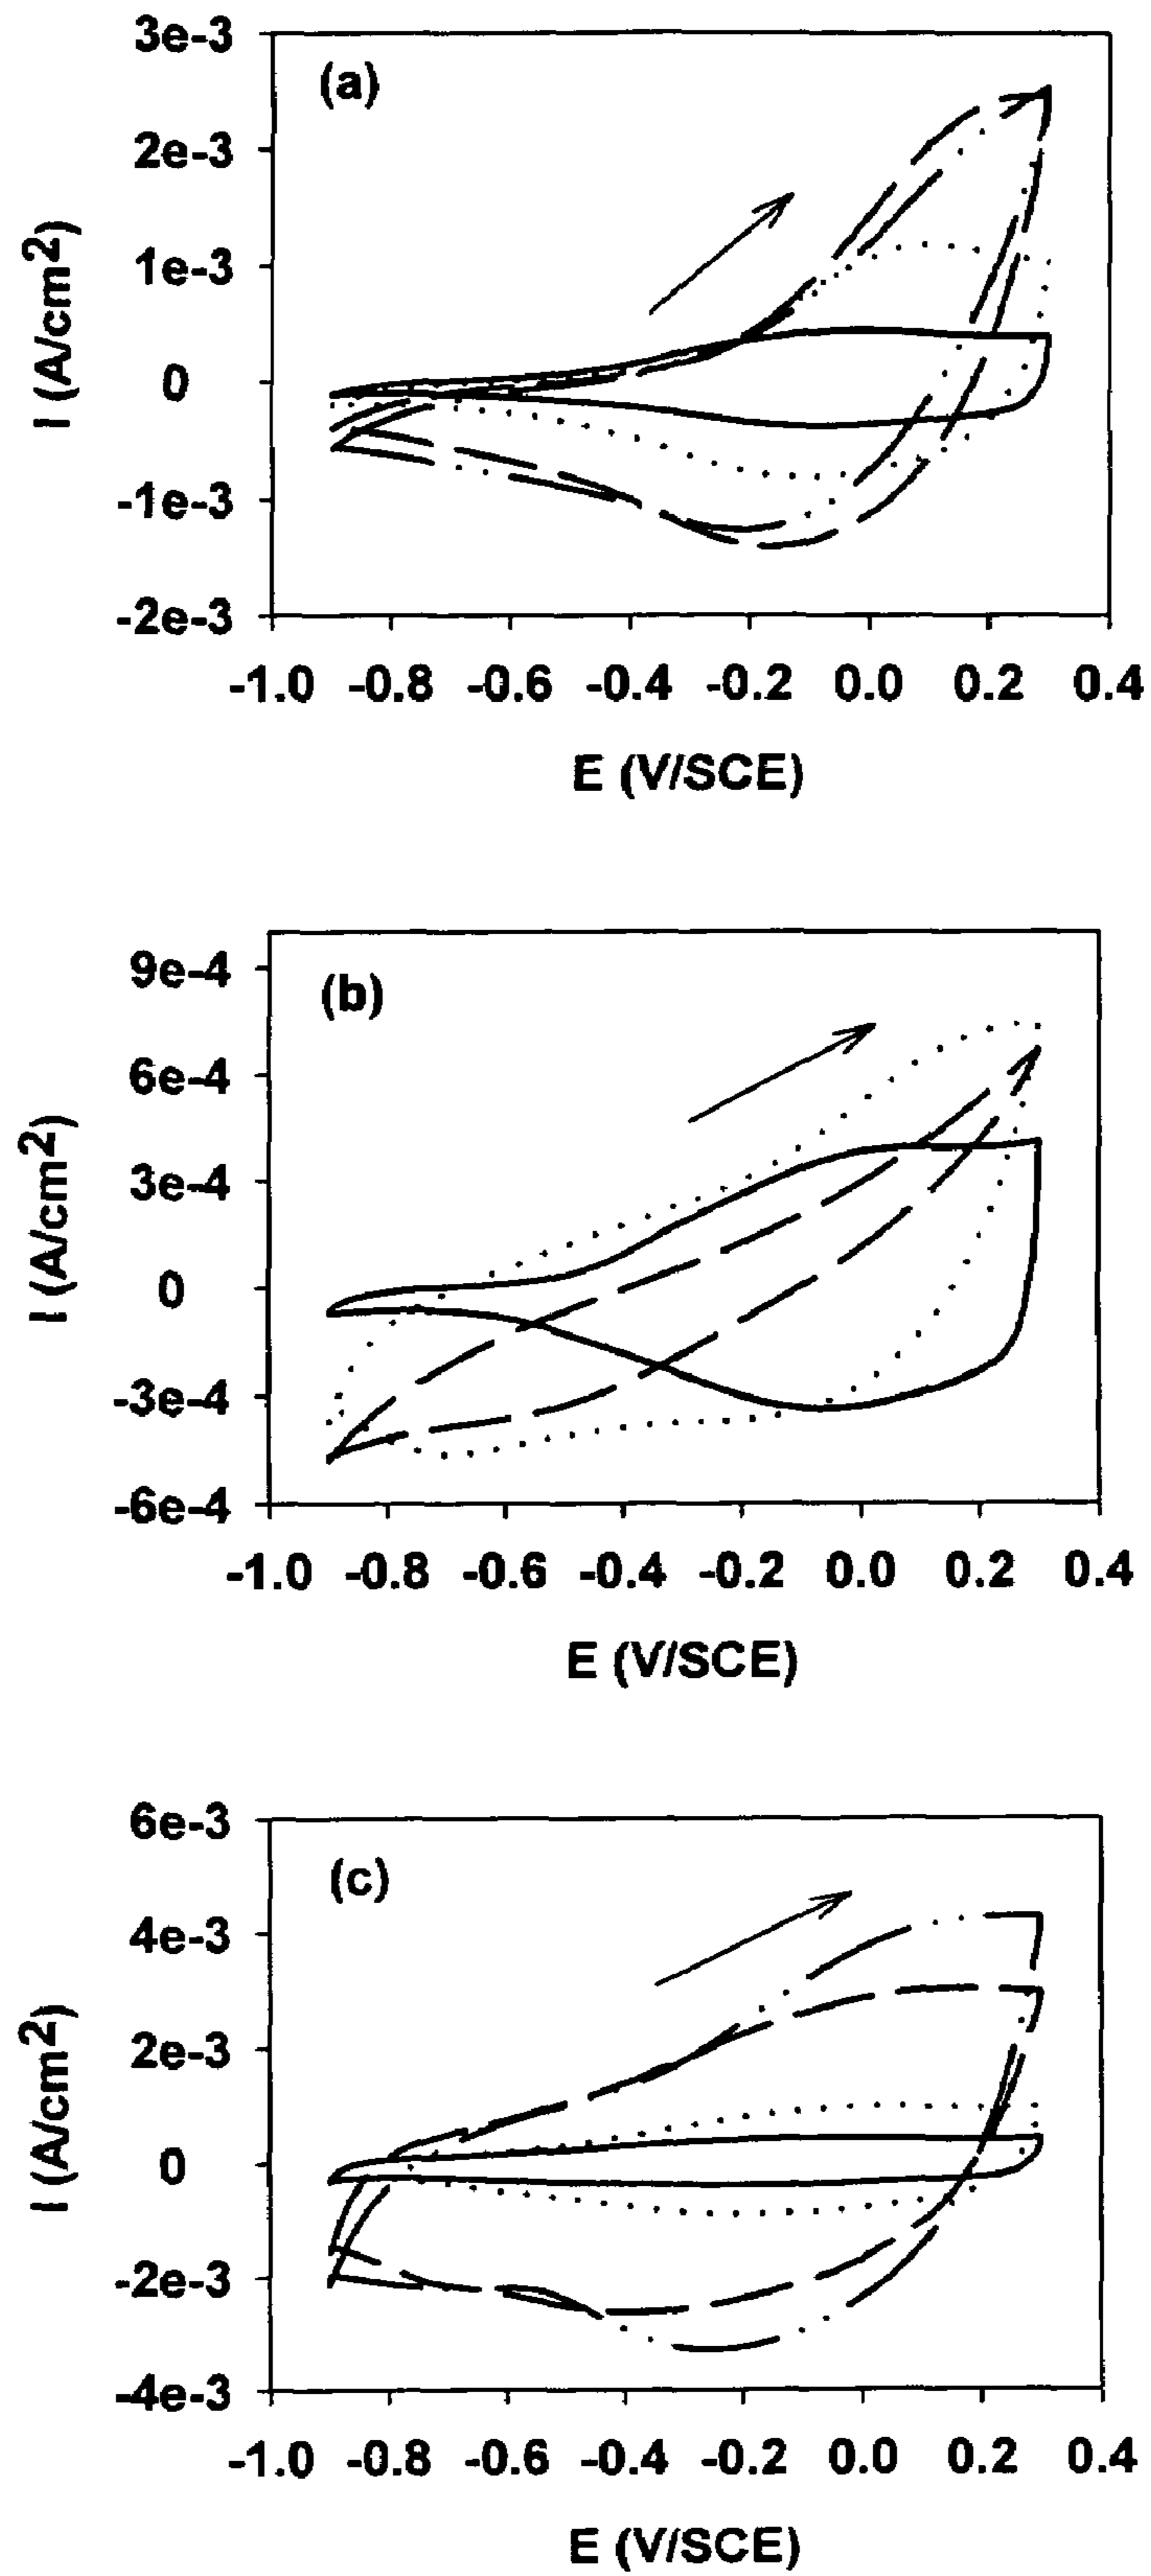 (a)
3e-3
2e-3
1e-3
0
-1e-3
-2e-3
I (A/cm2)
-1.0 -0.8 -0.6 -0.4 -0.2 0.0 0.2 0.4
E (V/SCE)
(b)
9e-4
6e-4
3e-4
0
-3e-4
-6e-4
I (A/cm2)
-1.0 -0.8 -0.6 -0.4 -0.2 0.0 0.2 0.4
E (V/SCE)
(c)
6e-3
4e-3
2e-3
0
-2e-3
-4e-3
I (A/cm2)
-1.0 -0.8 -0.6 -0.4 -0.2 0.0 0.2 0.4
E (V/SCE)